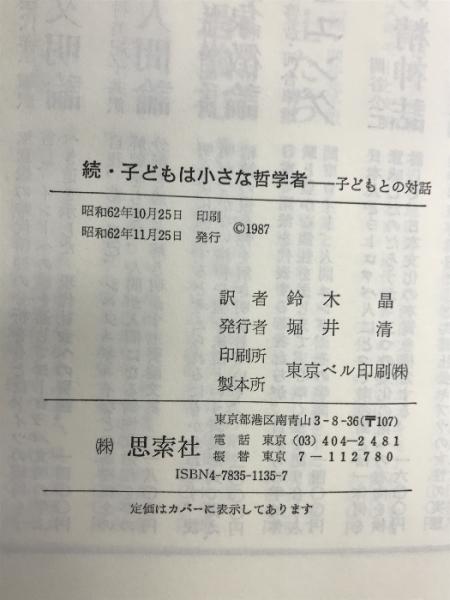 続・子どもは小さな哲学者——子どもとの対話
昭和62年10月25日 印刷
昭和62年11月25日 発行
©1987
訳者 鈴木晶
発行者 堀井清
印刷所
製本所
東京ベル印刷㈱
㈱ 思索社
東京都港区南青山3-8-36(〒107)
電話 東京(03)404-2481
振替 東京 7-112780
ISBN4-7835-1135-7
定価はカバーに表示してあります